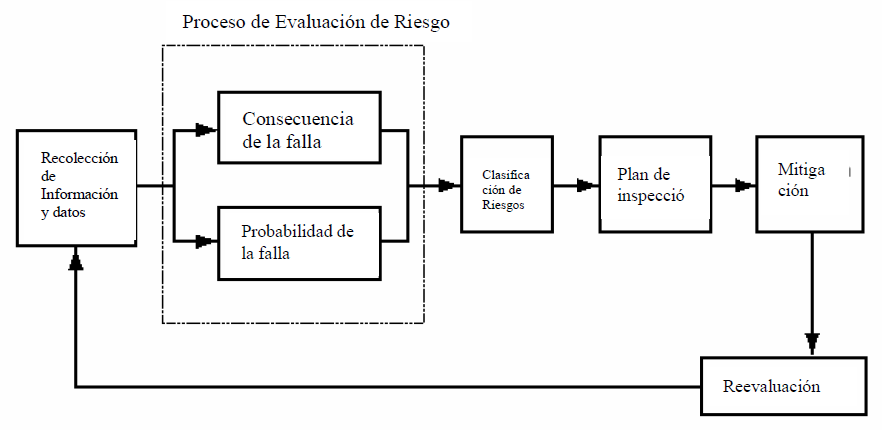 Proceso de Evaluación de Riesgo
Recolección
de
Información
y datos
Consecuencia
de la falla
Probabilidad de
la falla
Clasifica
ación de
Riesgos
Plan de
inspecció
Mitiga
ción
Reevaluación